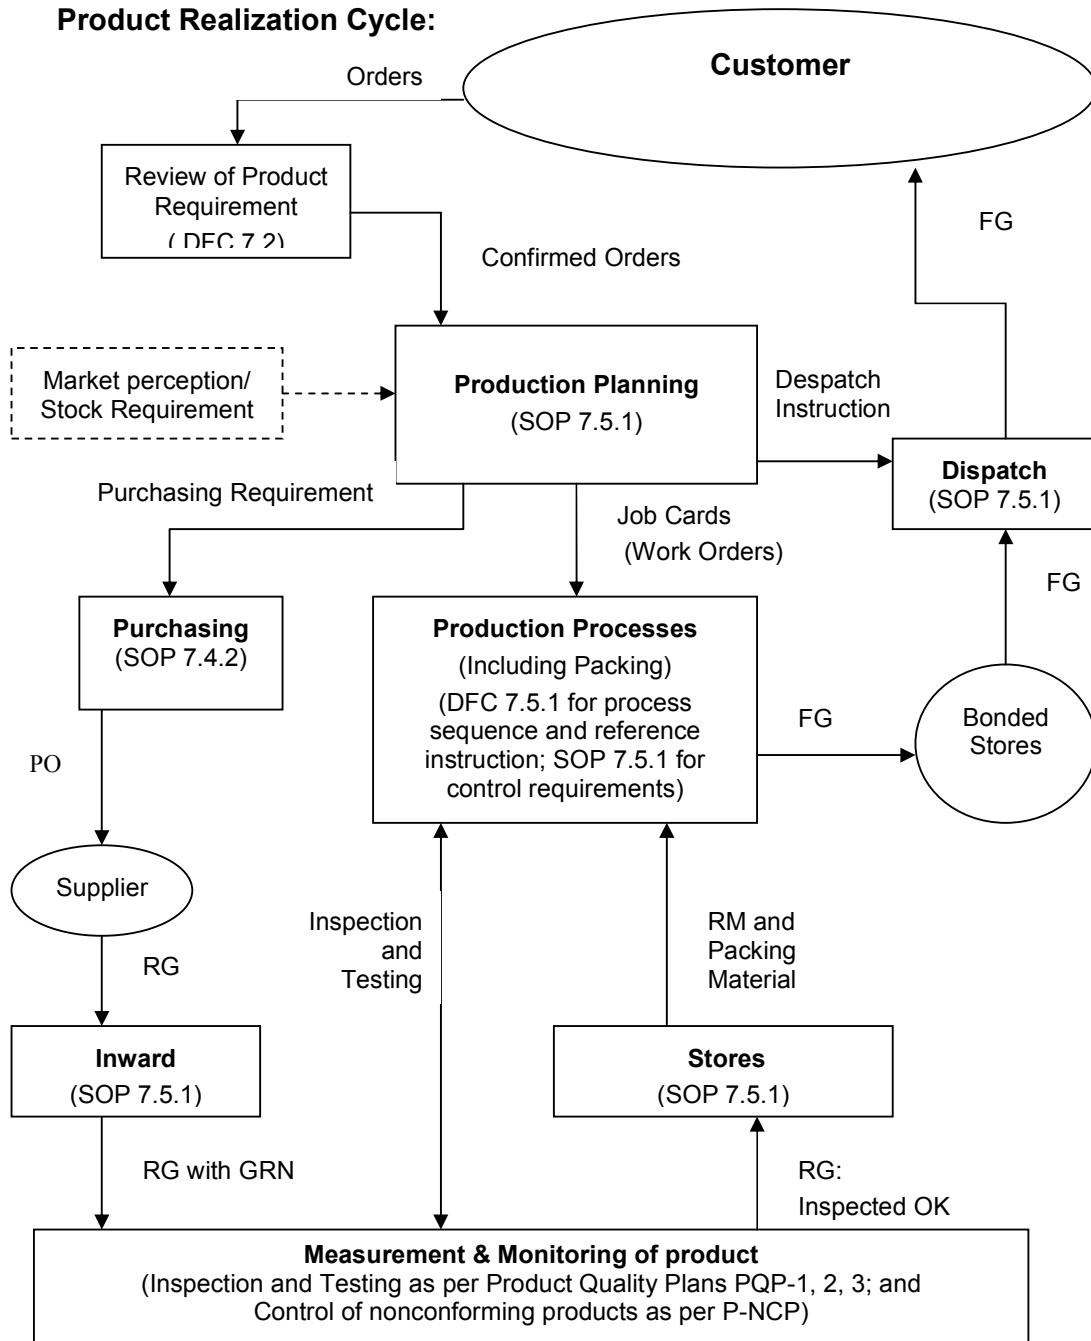 Product Realization Cycle:
Customer
Orders
Review of Product
Requirement
( DFC 7.2)
FG
Confirmed Orders
Market perception/
Stock Requirement
Production Planning
(SOP 7.5.1)
Despatch
Instruction
Dispatch
(SOP 7.5.1)
Purchasing Requirement
Job Cards
(Work Orders)
FG
Purchasing
(SOP 7.4.2)
Production Processes
(Including Packing)
(DFC 7.5.1 for process
sequence and reference
instruction; SOP 7.5.1 for
control requirements)
FG
Bonded
Stores
PO
Supplier
Inspection
and
Testing
RM and
Packing
Material
RG
Inward
(SOP 7.5.1)
Stores
(SOP 7.5.1)
RG with GRN
RG:
Inspected OK
Measurement & Monitoring of product
(Inspection and Testing as per Product Quality Plans PQP-1, 2, 3; and
Control of nonconforming products as per P-NCP)